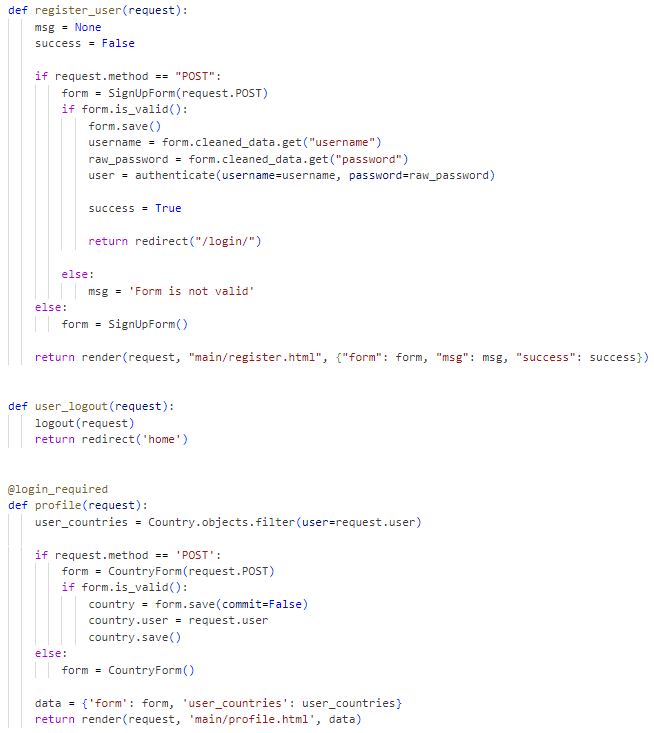 def register_user(request):
    msg = None
    success = False

    if request.method == "POST":
        form = SignUpForm(request.POST)
        if form.is_valid():
            form.save()
            username = form.cleaned_data.get("username")
            raw_password = form.cleaned_data.get("password")
            user = authenticate(username=username, password=raw_password)

            success = True

            return redirect("/login/")

        else:
            msg = 'Form is not valid'
    else:
        form = SignUpForm()

    return render(request, "main/register.html", {"form": form, "msg": msg, "success": success})


def user_logout(request):
    logout(request)
    return redirect('home')


@login_required
def profile(request):
    user_countries = Country.objects.filter(user=request.user)

    if request.method == 'POST':
        form = CountryForm(request.POST)
        if form.is_valid():
            country = form.save(commit=False)
            country.user = request.user
            country.save()
    else:
        form = CountryForm()

    data = {'form': form, 'user_countries': user_countries}
    return render(request, 'main/profile.html', data)